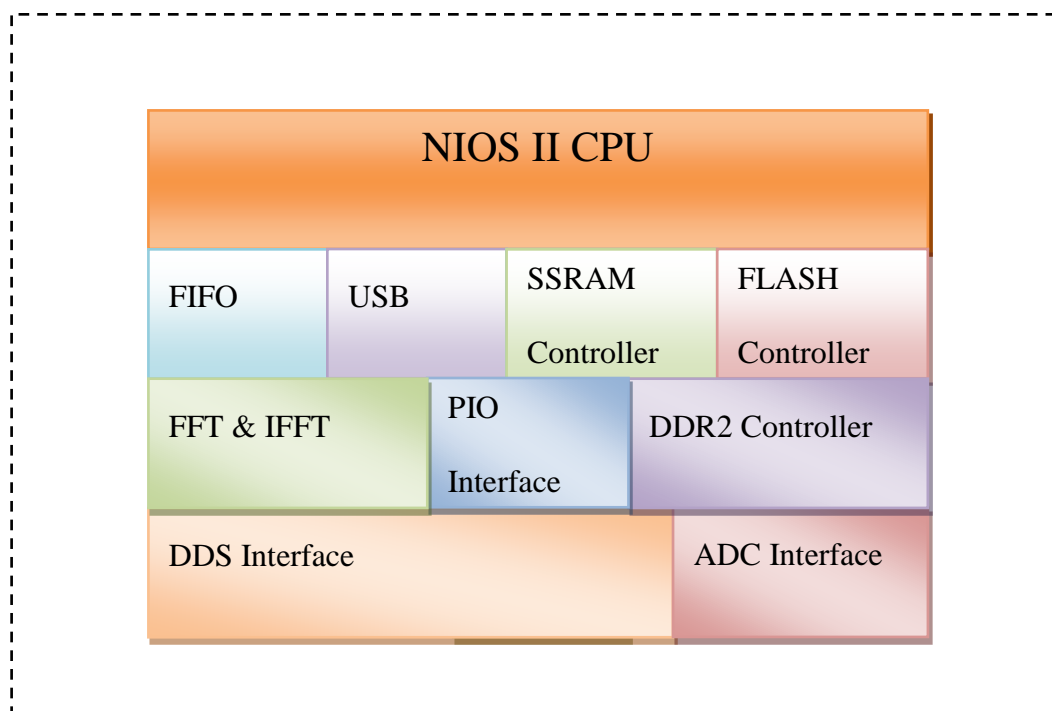 NIOS II CPU
FIFO
USB
SSRAM
Controller
FLASH
Controller
FFT & IFFT
PIO
Interface
DDR2 Controller
DDS Interface
ADC Interface